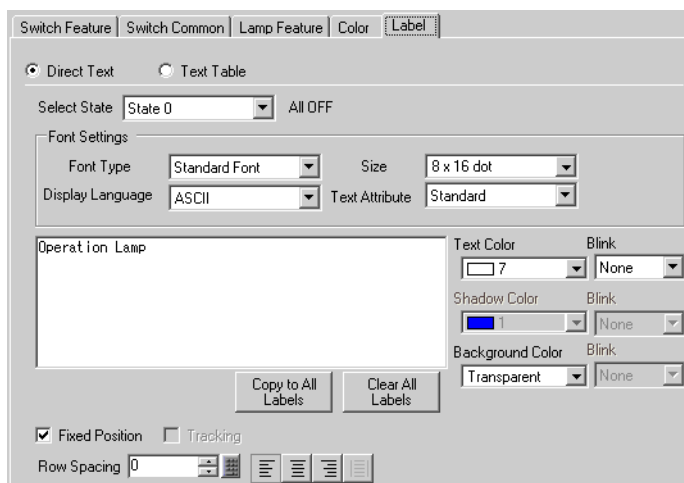 Switch Feature Switch Common Lamp Feature Color Label
Direct Text Text Table
Select State State 0 All OFF
Font Settings
Font Type Standard Font Size 8 x 16 dot
Display Language ASCII Text Attribute Standard
Operation Lamp
Text Color Blink
7 None
Shadow Color Blink
1 None
Background Color Blink
Transparent None
Copy to All Labels
Clear All Labels
Fixed Position Tracking
Row Spacing 0